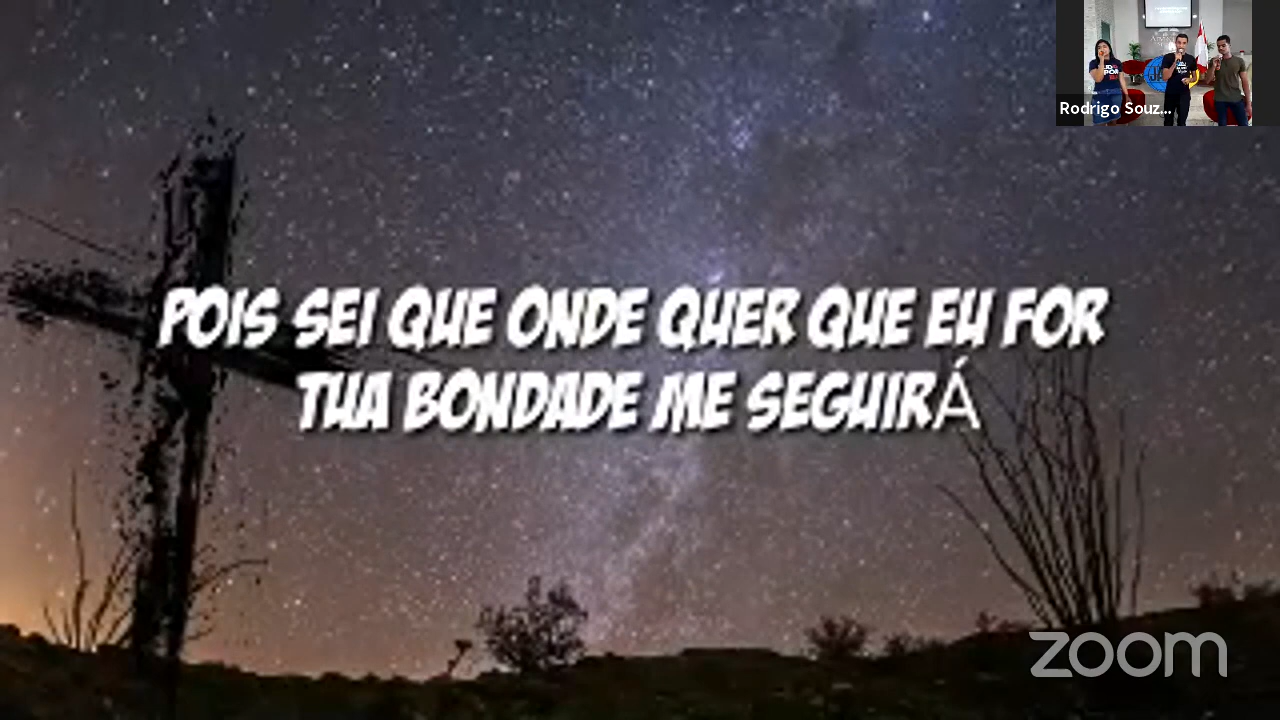 Rodrigo Souz...
POIS SEI QUE ONDE QUER QUE EU FOR
TUA BONDADE ME SEGUIRÁ
zoom